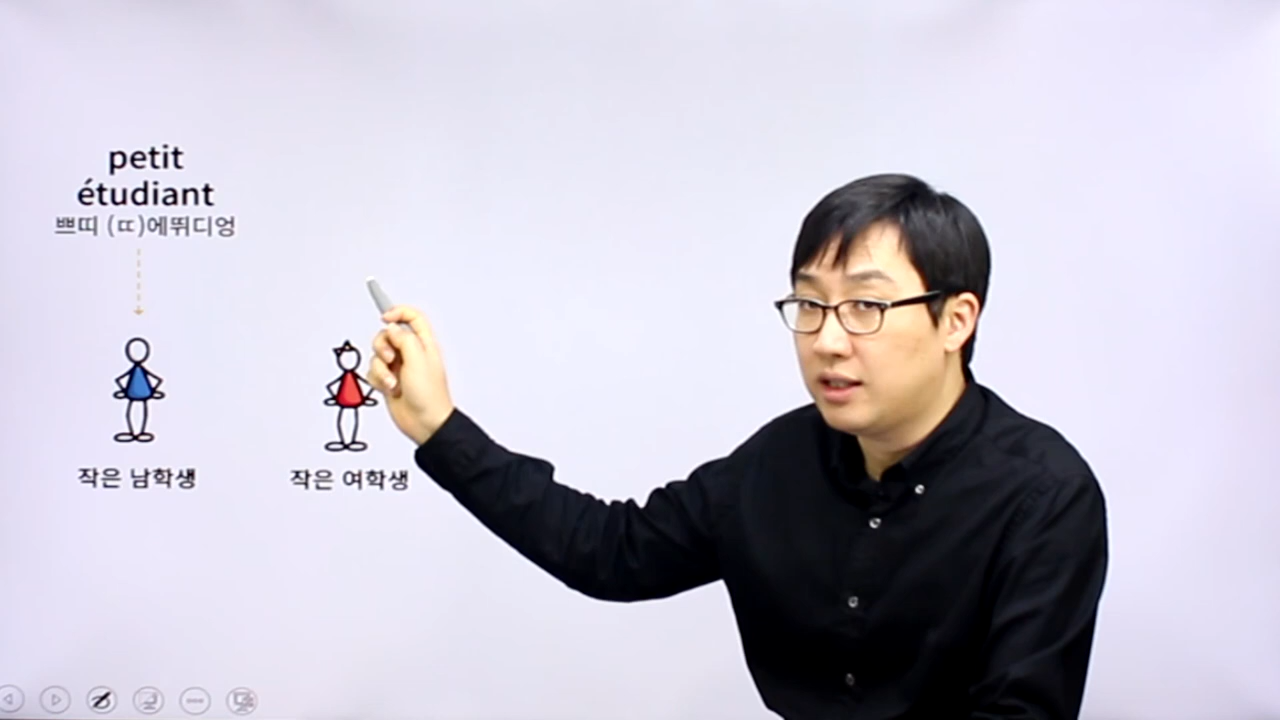 petit
étudiant
쁘띠 (ㄸ)에뛰디엉
작은 남학생
작은 여학생